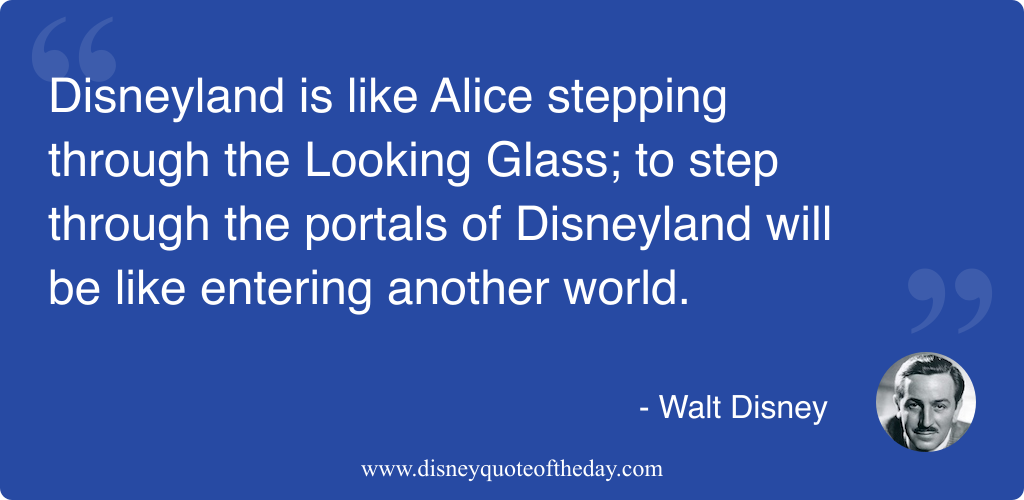 Disneyland is like Alice stepping
through the Looking Glass; to step
through the portals of Disneyland will
be like entering another world.
- Walt Disney
www.disneyquoteoftheday.com